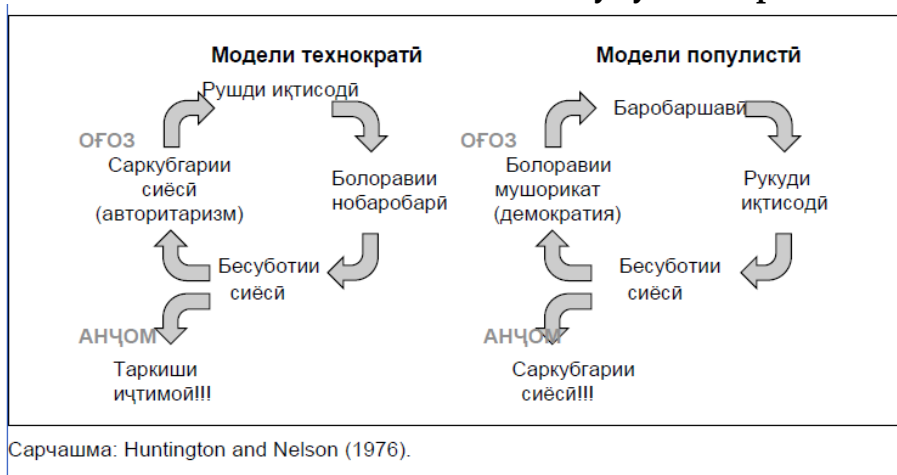 Модели технократӣ
Рушди иқтисодӣ
ОҒОЗ
Саркубгарии
сиёсӣ
(авторитаризм)
Болоравии
нобаробарӣ
Бесуботии
сиёсӣ
АНҶОМ
Таркиши
иҷтимоӣ!!!
Модели популистӣ
Баробаршавӣ
ОҒОЗ
Болоравии
мушорикат
(демократия)
Рукуди
иқтисодӣ
Бесуботии
сиёсӣ
АНҶОМ
Саркубгарии
сиёсӣ!!!
Сарчашма: Huntington and Nelson (1976).